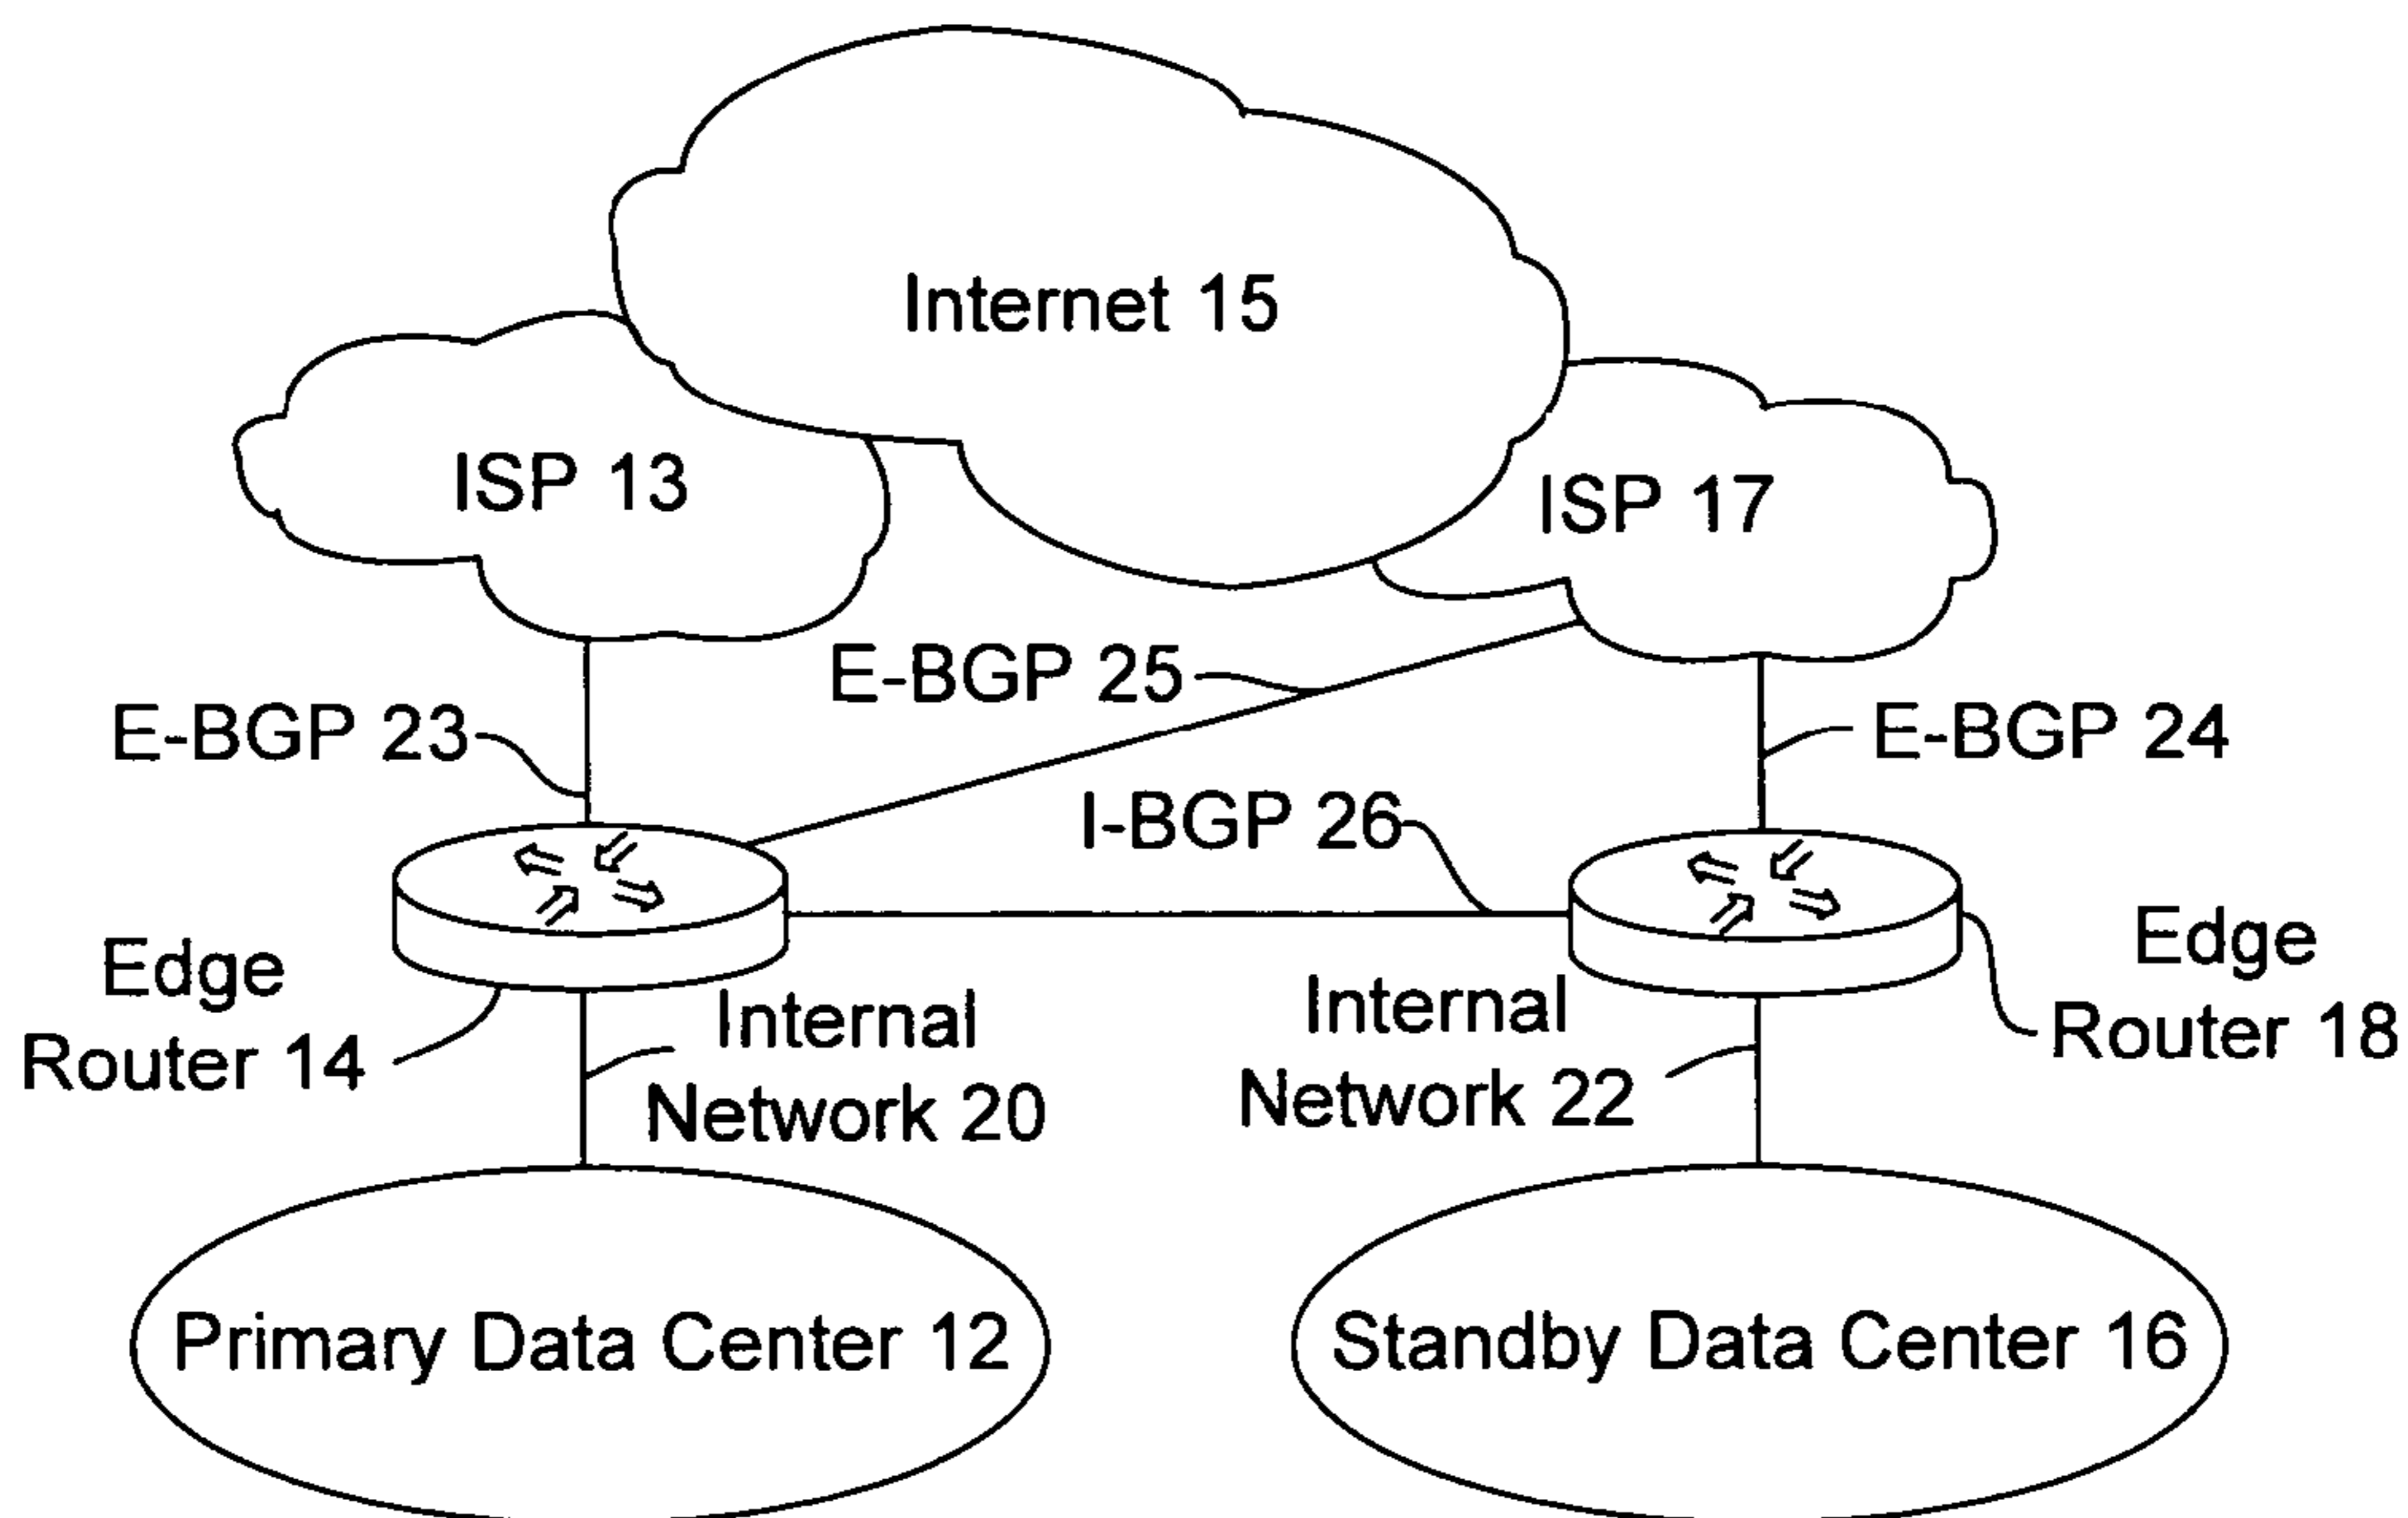 Internet 15
ISP 13
ISP 17
E-BGP 25
E-BGP 23
E-BGP 24
I-BGP 26
Edge
Router 14
Internal
Network 20
Internal
Network 22
Edge
Router 18
Primary Data Center 12
Standby Data Center 16